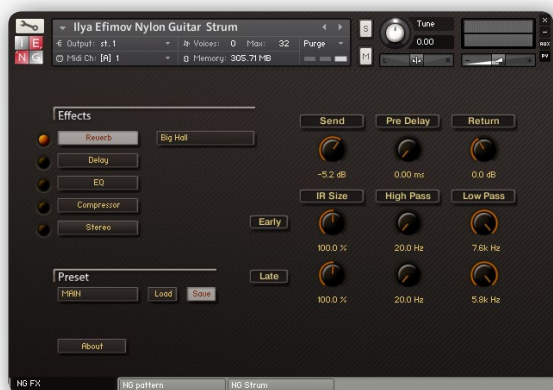 Ilya Efimov Nylon Guitar Strum
Output: st. 1 Voices: 0 Max: 32 Purge
Midi Ch: [A] 1 Memory: 305.71 MB
I E
N G
S
M
Tune
0.00
L R
- +
AUX
PV
Effects
Reverb Big Hall
Delay
EQ
Compressor
Stereo
Send Pre Delay Return
-5.2 dB 0.00 ms 0.0 dB
IR Size High Pass Low Pass
Early
100.0 % 20.0 Hz 7.6k Hz
Late
100.0 % 20.0 Hz 5.8k Hz
Preset
MAIN Load Save
About
NG FX NG pattern NG Strum